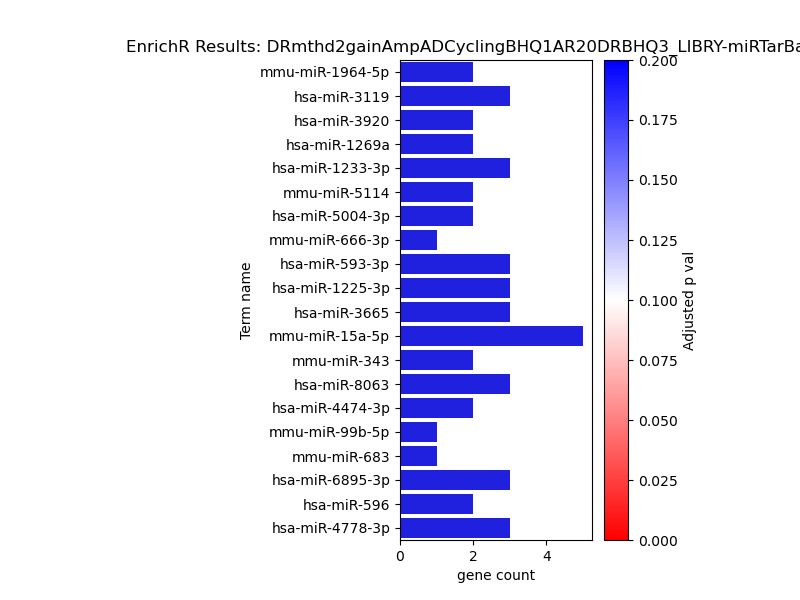 EnrichR Results: DRmthd2gainAmpADCyclingBHQ1AR20DRBHQ3_LIBRY-miRTarBa
mmu-miR-1964-5p
hsa-miR-3119
hsa-miR-3920
hsa-miR-1269a
hsa-miR-1233-3p
mmu-miR-5114
hsa-miR-5004-3p
mmu-miR-666-3p
hsa-miR-593-3p
hsa-miR-1225-3p
hsa-miR-3665
mmu-miR-15a-5p
mmu-miR-343
hsa-miR-8063
hsa-miR-4474-3p
mmu-miR-99b-5p
mmu-miR-683
hsa-miR-6895-3p
hsa-miR-596
hsa-miR-4778-3p
Term name
0 2 4
gene count
0.200
0.175
0.150
0.125
0.100
0.075
0.050
0.025
0.000
Adjusted p val